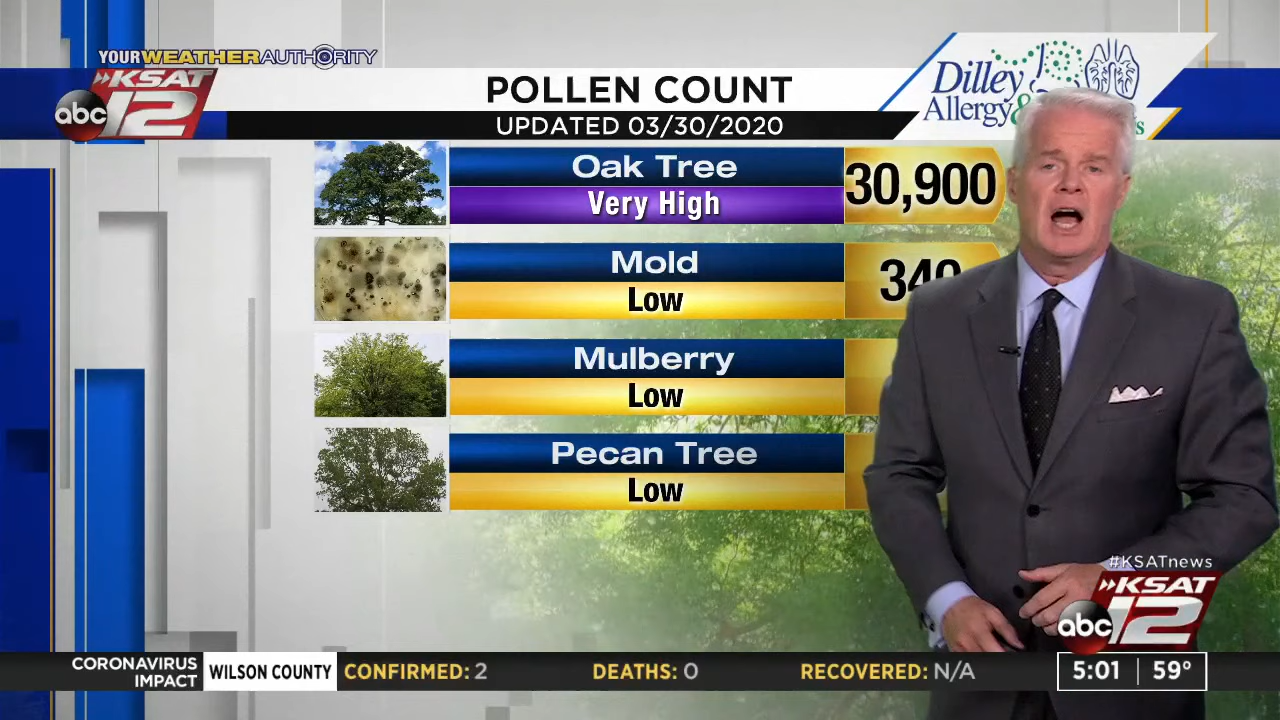 YOUR WEATHER AUTHORITY
KSAT
abc 12
POLLEN COUNT
UPDATED 03/30/2020
Dilley
Allergy &
Oak Tree
Very High
30,900
Mold
Low
340
Mulberry
Low
Pecan Tree
Low
#KSATnews
KSAT
abc 12
CORONAVIRUS
IMPACT
WILSON COUNTY
CONFIRMED: 2
DEATHS: 0
RECOVERED: N/A
5:01
59°